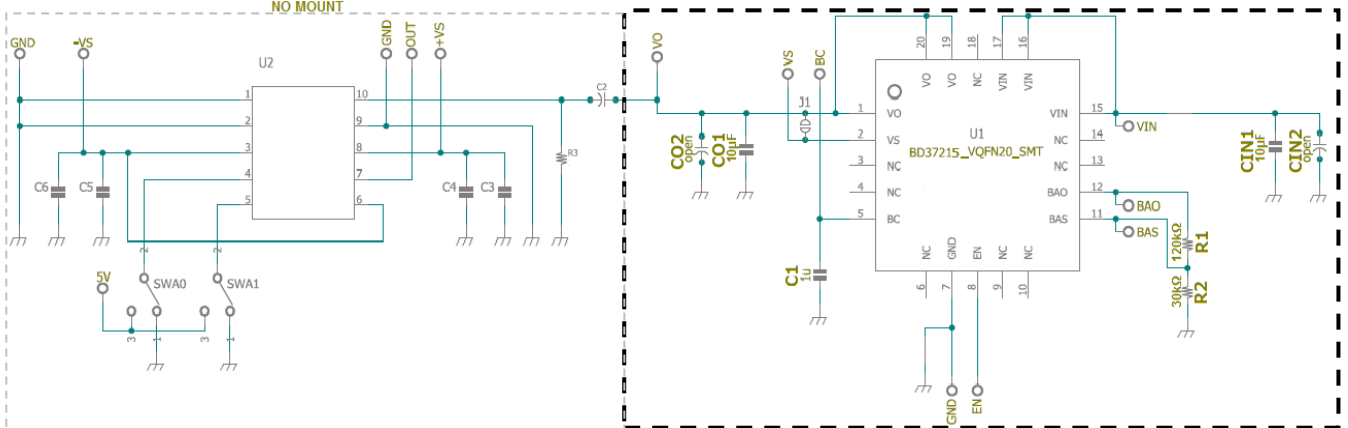 NO MOUNT
GND
-VS
GND
OUT
+VS
U2
1
2
3
4
5
10
9
8
7
6
C6
C5
C4
C3
R3
C2
2
2
5V
SWA0
SWA1
3
1
3
1
VO
VS
BC
J1
CO2
open
CO1
10µF
C1
1u
20
19
18
17
16
VO
VO
NC
VIN
VIN
1
VO
2
VS
3
NC
4
NC
5
BC
U1
BD37215_VQFN20_SMT
VIN
15
NC
14
NC
13
BAO
12
BAS
11
NC
GND
EN
NC
NC
6
7
8
9
10
VIN
BAO
BAS
120kΩ
R1
30kΩ
R2
CIN1
10µF
CIN2
open
GND
EN